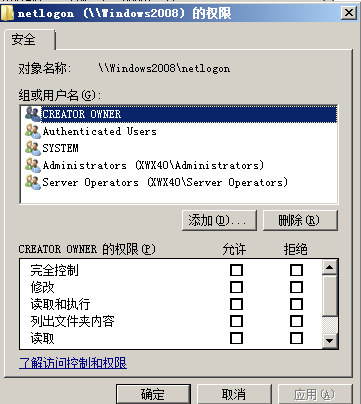 netlogon (\\Windows2008) 的权限
安全
对象名称: \\Windows2008\netlogon
组或用户名(G):
CREATOR OWNER
Authenticated Users
SYSTEM
Administrators (XWX40\Administrators)
Server Operators (XWX40\Server Operators)
添加(D)... 删除(R)
CREATOR OWNER 的权限(P) 允许 拒绝
完全控制
修改
读取和执行
列出文件夹内容
读取
了解访问控制和权限
确定 取消 应用(A)